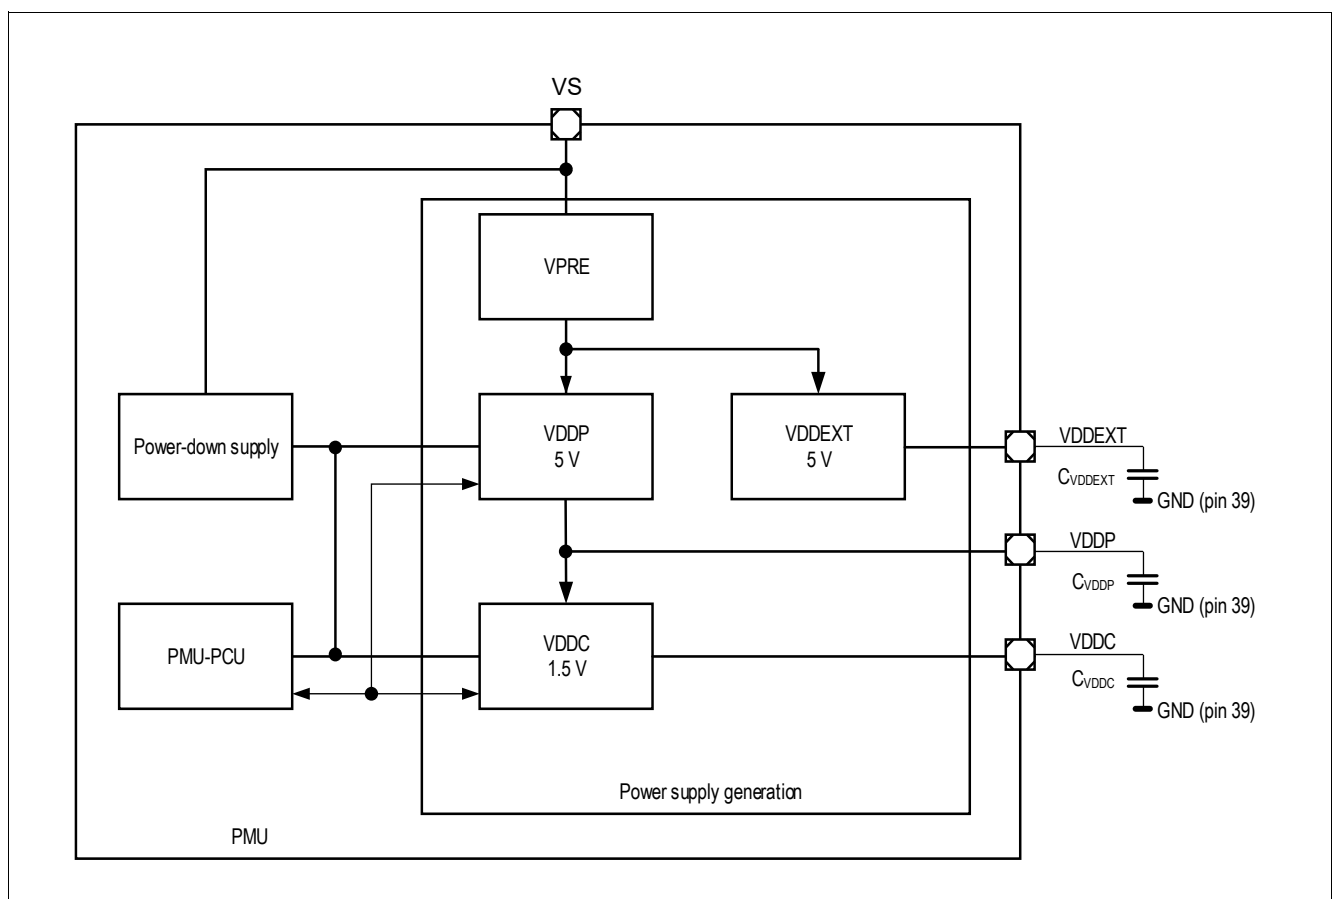 VS
VPRE
Power-down supply
VDDP
5 V
VDDEXT
5 V
VDDEXT
CVDDEXT
GND (pin 39)
VDDP
CVDDP
GND (pin 39)
PMU-PCU
VDDC
1.5 V
VDDC
CVDDC
GND (pin 39)
Power supply generation
PMU